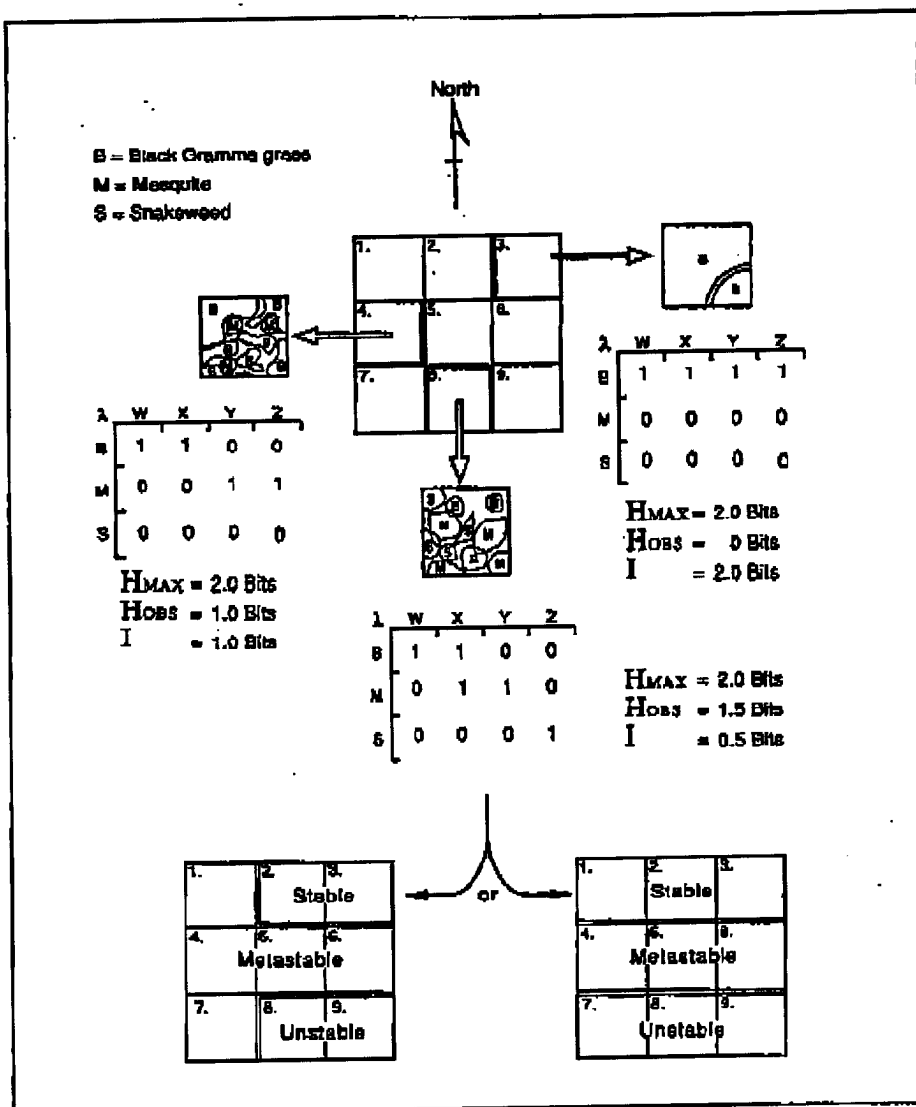 North
B = Black Gramma grass
M = Mesquite
S = Snakeweed
1. 2. 3.
4. 5. 6.
7. 8. 9.
λ W X Y Z
B 1 1 1 1
M 0 0 0 0
S 0 0 0 0
HMAX = 2.0 Bits
HOBS = 0 Bits
I = 2.0 Bits
λ W X Y Z
B 1 1 0 0
M 0 0 1 1
S 0 0 0 0
HMAX = 2.0 Bits
HOBS = 1.0 Bits
I = 1.0 Bits
λ W X Y Z
B 1 1 0 0
M 0 1 1 0
S 0 0 0 1
HMAX = 2.0 Bits
HOBS = 1.5 Bits
I = 0.5 Bits
or
1. 2. 3.
Stable
4. 5. 6.
Metastable
7. 8. 9.
Unstable
1. 2. 3.
Stable
4. 5. 6.
Metastable
7. 8. 9.
Unstable